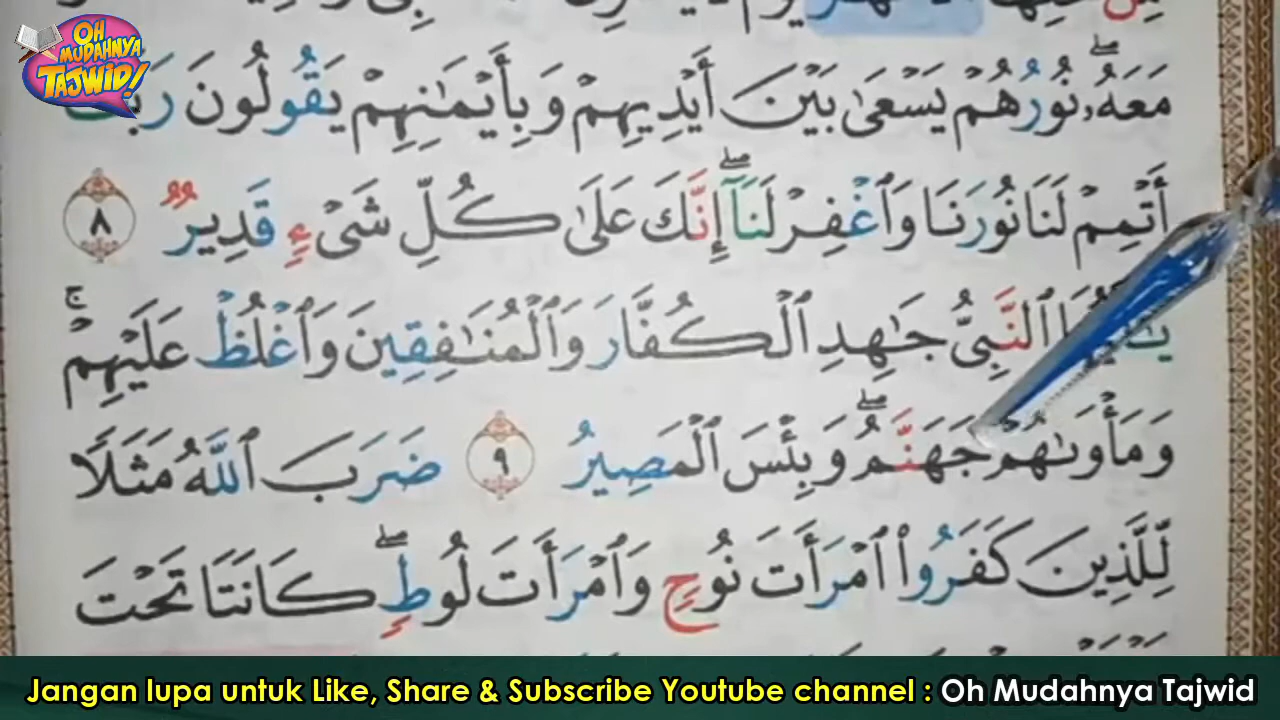 OH
MUDAHNYA
TAJWID!
مَعَهُۥۖ نُورُهُمۡ يَسۡعَىٰ بَيۡنَ أَيۡدِيهِمۡ وَبِأَيۡمَٰنِهِمۡ يَقُولُونَ
أَتۡمِمۡ لَنَا نُورَنَا وَٱغۡفِرۡ لَنَآۖ إِنَّكَ عَلَىٰ كُلِّ شَيۡءٖ قَدِيرٞ ٨
يَٰٓأَيُّهَا ٱلنَّبِيُّ جَٰهِدِ ٱلۡكُفَّارَ وَٱلۡمُنَٰفِقِينَ وَٱغۡلُظۡ عَلَيۡهِمۡۚ
وَمَأۡوَىٰهُمۡ جَهَنَّمُۖ وَبِئۡسَ ٱلۡمَصِيرُ ٩ ضَرَبَ ٱللَّهُ مَثَلٗا
لِّلَّذِينَ كَفَرُواْ ٱمۡرَأَتَ نُوحٖ وَٱمۡرَأَتَ لُوطٖۖ كَانَتَا تَحۡتَ
Jangan lupa untuk Like, Share & Subscribe Youtube channel : Oh Mudahnya Tajwid